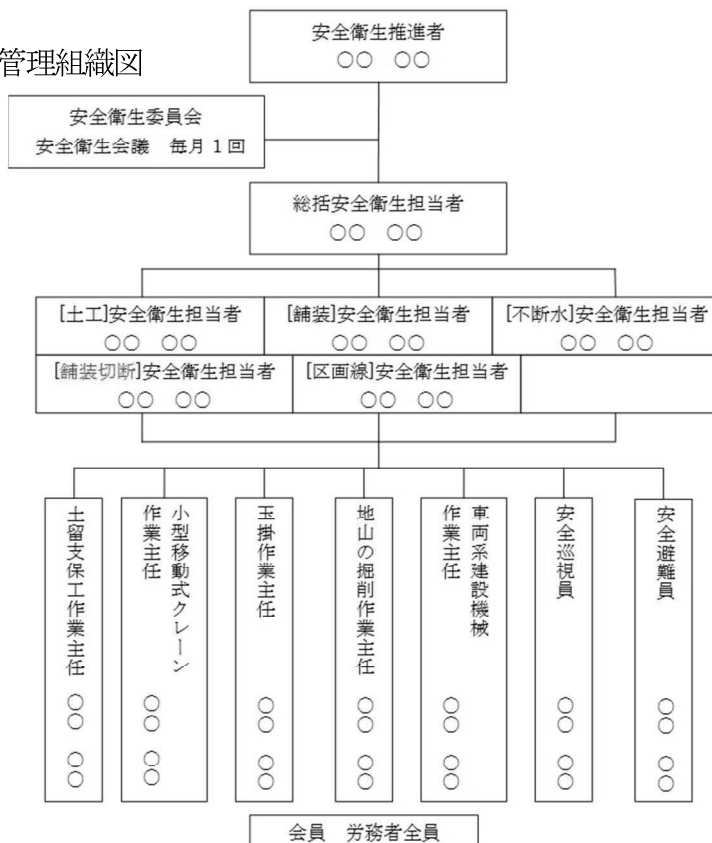 管理組織図
安全衛生推進者
○○　○○
安全衛生委員会
安全衛生会議　毎月１回
総括安全衛生担当者
○○　○○
[土工]安全衛生担当者
○○　○○
[舗装]安全衛生担当者
○○　○○
[不断水]安全衛生担当者
○○　○○
[舗装切断]安全衛生担当者
○○　○○
[区画線]安全衛生担当者
○○　○○
土留支保工作業主任　○○　○○
小型移動式クレーン
作業主任　○○　○○
玉掛作業主任　○○　○○
地山の掘削作業主任　○○　○○
車両系建設機械
作業主任　○○　○○
安全巡視員　○○　○○
安全避難員　○○　○○
会員　労務者全員